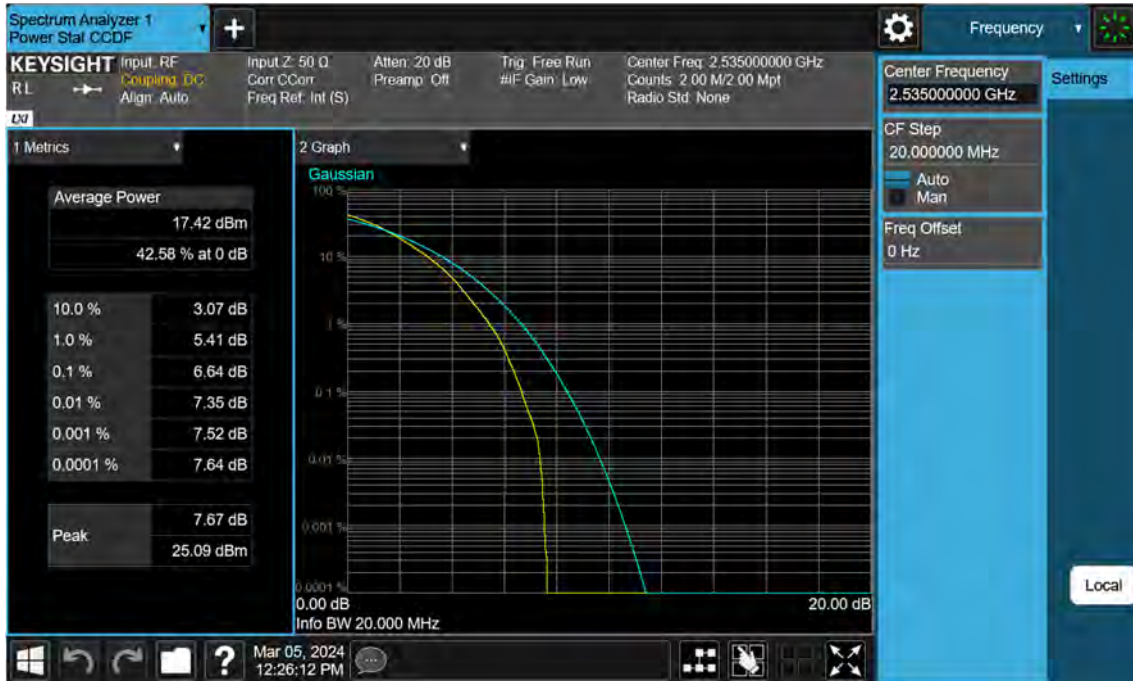 Spectrum Analyzer 1
Power Stat CCDF
Frequency
KEYSIGHT
RL
LXI
Input: RF
Coupling: DC
Align: Auto
Input Z: 50 Ω
Corr CCorr
Freq Ref: Int (S)
Atten: 20 dB
Preamp: Off
Trig: Free Run
#IF Gain: Low
Center Freq: 2.535000000 GHz
Counts: 2.00 M/2.00 Mpt
Radio Std: None
Center Frequency
2.535000000 GHz
Settings
CF Step
20.000000 MHz
Auto
Man
Freq Offset
0 Hz
Local
1 Metrics
Average Power
17.42 dBm
42.58 % at 0 dB
10.0 % 3.07 dB
1.0 % 5.41 dB
0.1 % 6.64 dB
0.01 % 7.35 dB
0.001 % 7.52 dB
0.0001 % 7.64 dB
Peak
7.67 dB
25.09 dBm
2 Graph
Gaussian
100 %
10 %
1 %
0.1 %
0.01 %
0.001 %
0.0001 %
0.00 dB 20.00 dB
Info BW 20.000 MHz
?
Mar 05, 2024
12:26:12 PM